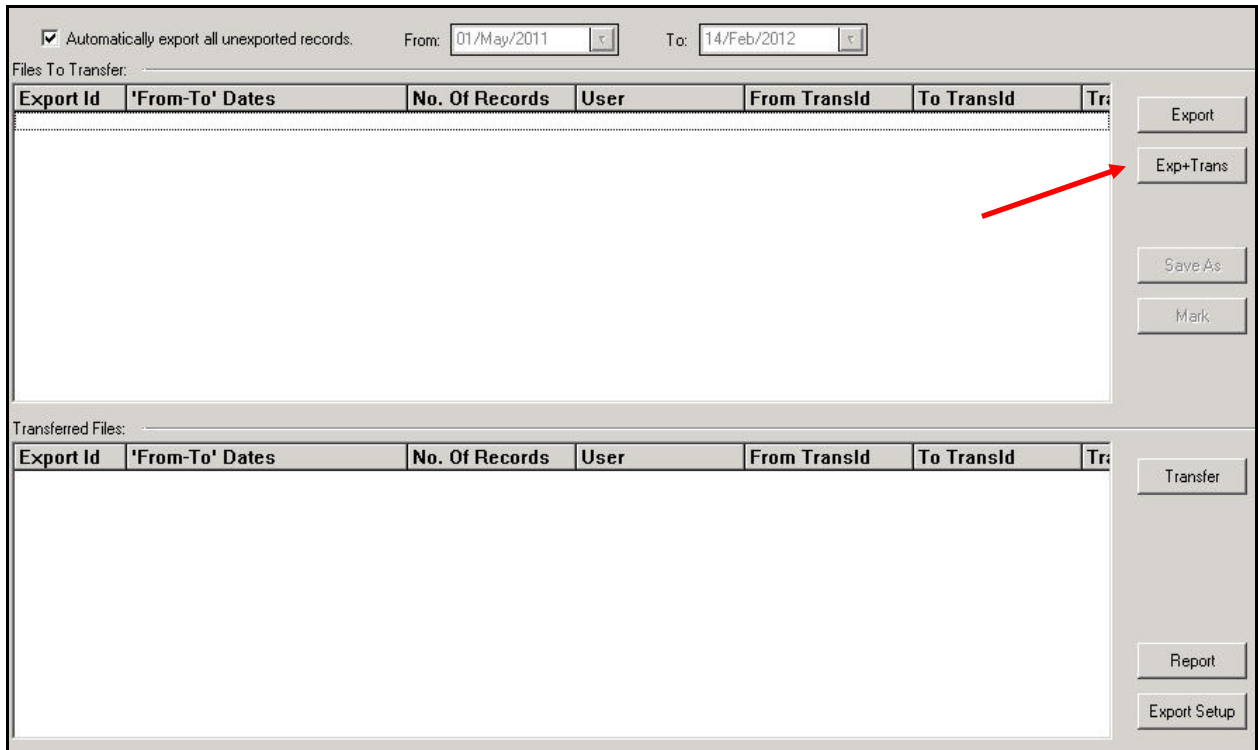 Automatically export all unexported records. From: 01/May/2011 To: 14/Feb/2012
Files To Transfer:
Export Id 'From-To' Dates No. Of Records User From TransId To TransId Tra
Export
Exp+Trans
Save As
Mark
Transferred Files:
Export Id 'From-To' Dates No. Of Records User From TransId To TransId Tra
Transfer
Report
Export Setup